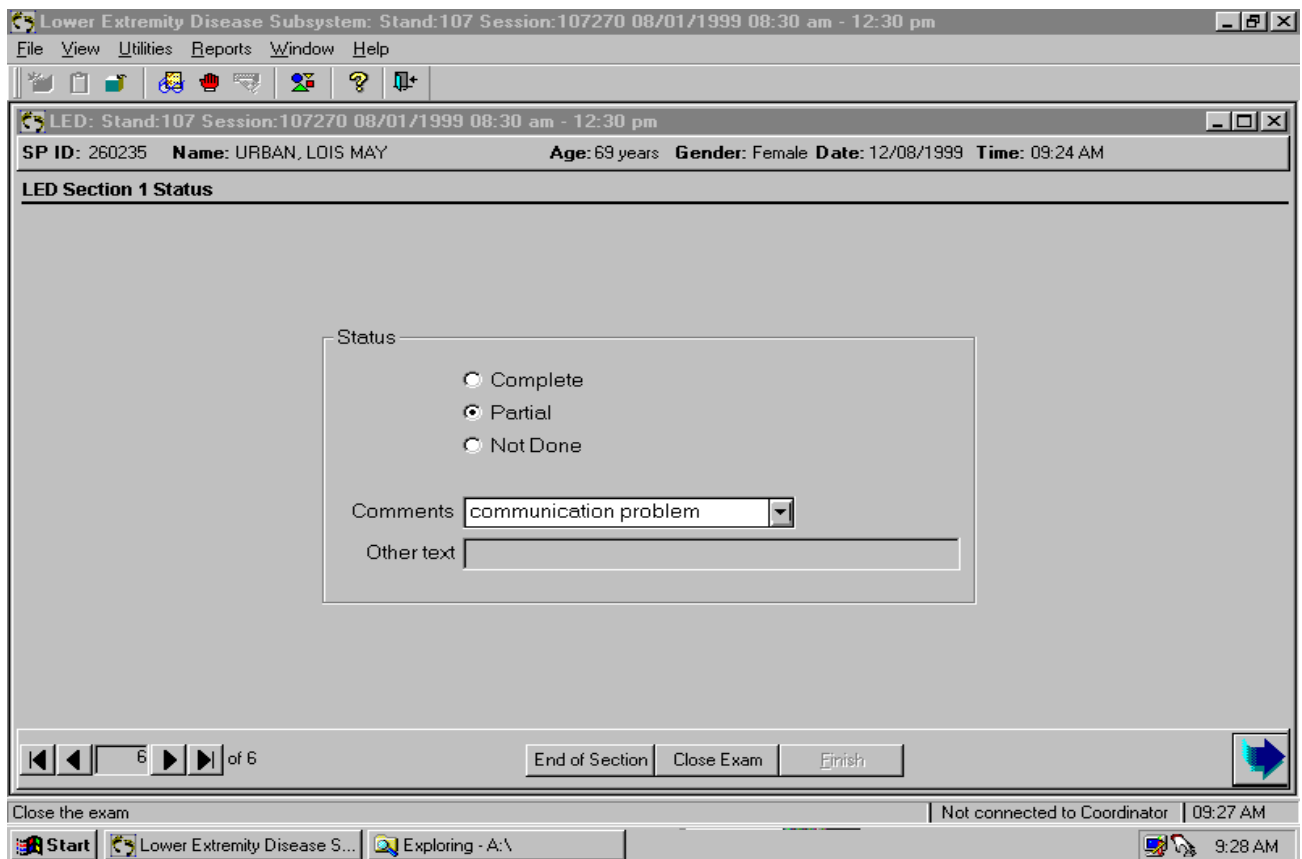 Lower Extremity Disease Subsystem: Stand:107 Session:107270 08/01/1999 08:30 am - 12:30 pm
File View Utilities Reports Window Help
LED: Stand:107 Session:107270 08/01/1999 08:30 am - 12:30 pm
SP ID: 260235 Name: URBAN, LOIS MAY Age: 69 years Gender: Female Date: 12/08/1999 Time: 09:24 AM
LED Section 1 Status
Status
Complete
Partial
Not Done
Comments communication problem
Other text
6 of 6 End of Section Close Exam Finish
Close the exam Not connected to Coordinator 09:27 AM
Start Lower Extremity Disease S... Exploring - A:\ 9:28 AM